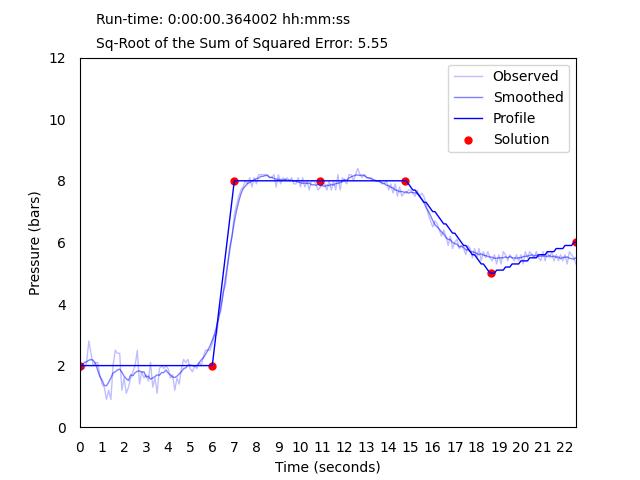 Run-time: 0:00:00.364002 hh:mm:ss
Sq-Root of the Sum of Squared Error: 5.55
12
10
8
6
4
2
0
Pressure (bars)
Observed
Smoothed
Profile
Solution
0 1 2 3 4 5 6 7 8 9 10 11 12 13 14 15 16 17 18 19 20 21 22
Time (seconds)